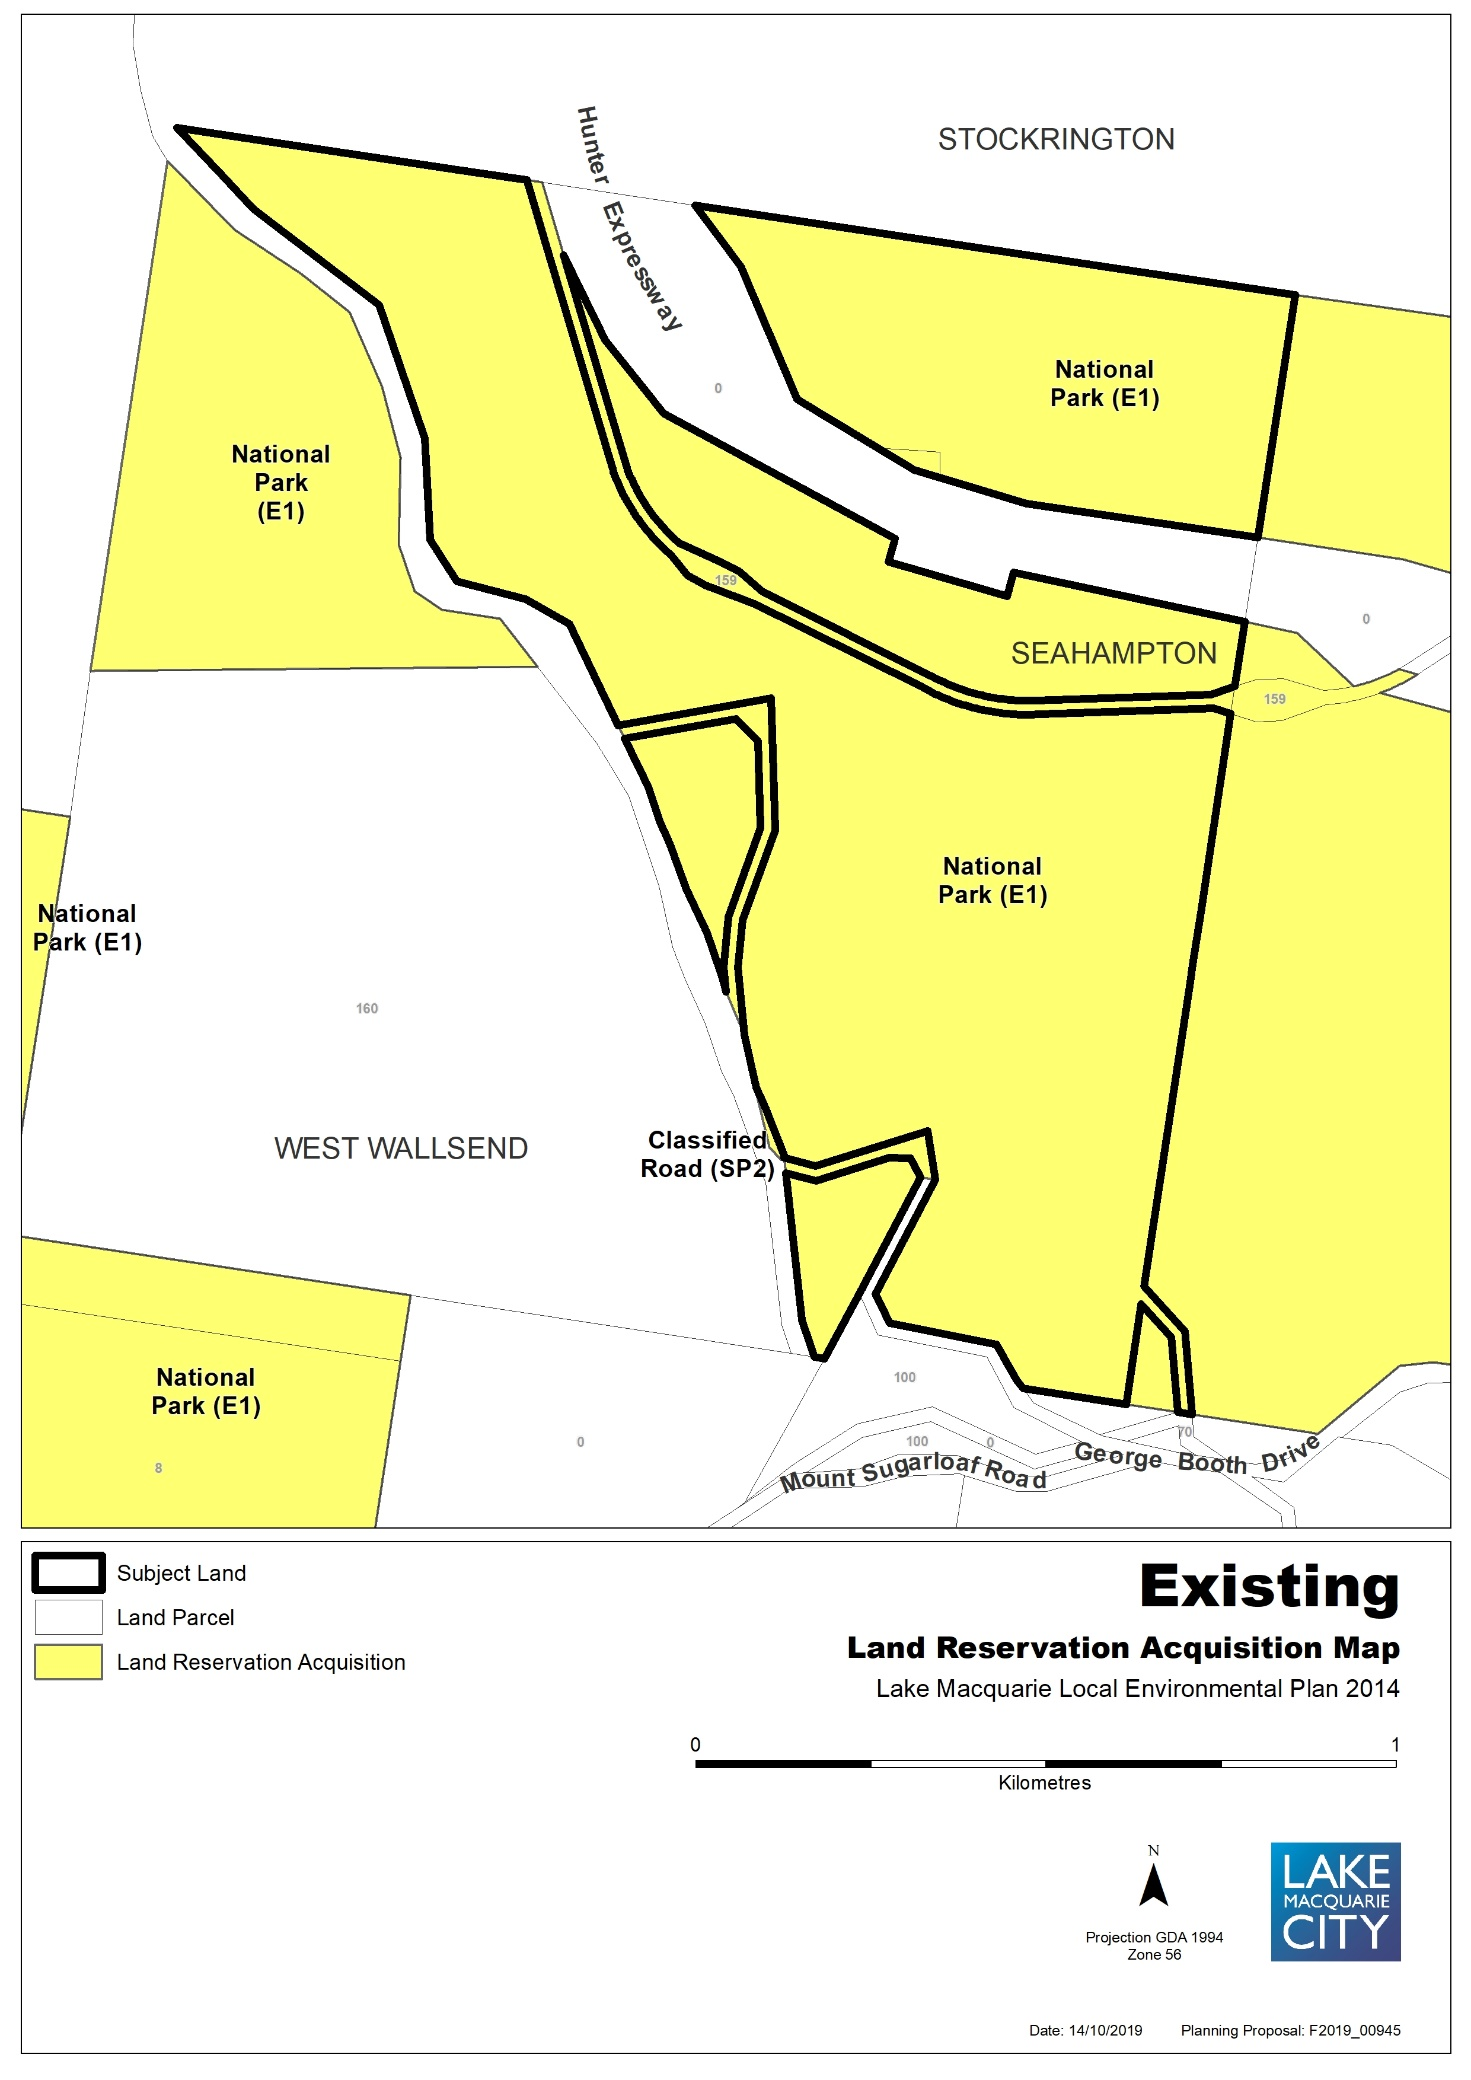 STOCKRINGTON
Hunter Expressway
National
Park (E1)
0
National
Park
(E1)
159
SEAHAMPTON
0
159
National
Park (E1)
National
Park (E1)
160
WEST WALLSEND
Classified
Road (SP2)
National
Park (E1)
8
0
100
100
0
70
Mount Sugarloaf Road
George Booth Drive
Subject Land
Land Parcel
Land Reservation Acquisition
Existing
Land Reservation Acquisition Map
Lake Macquarie Local Environmental Plan 2014
0 1
Kilometres
N
Projection GDA 1994
Zone 56
LAKE
MACQUARIE
CITY
Date: 14/10/2019 Planning Proposal: F2019_00945